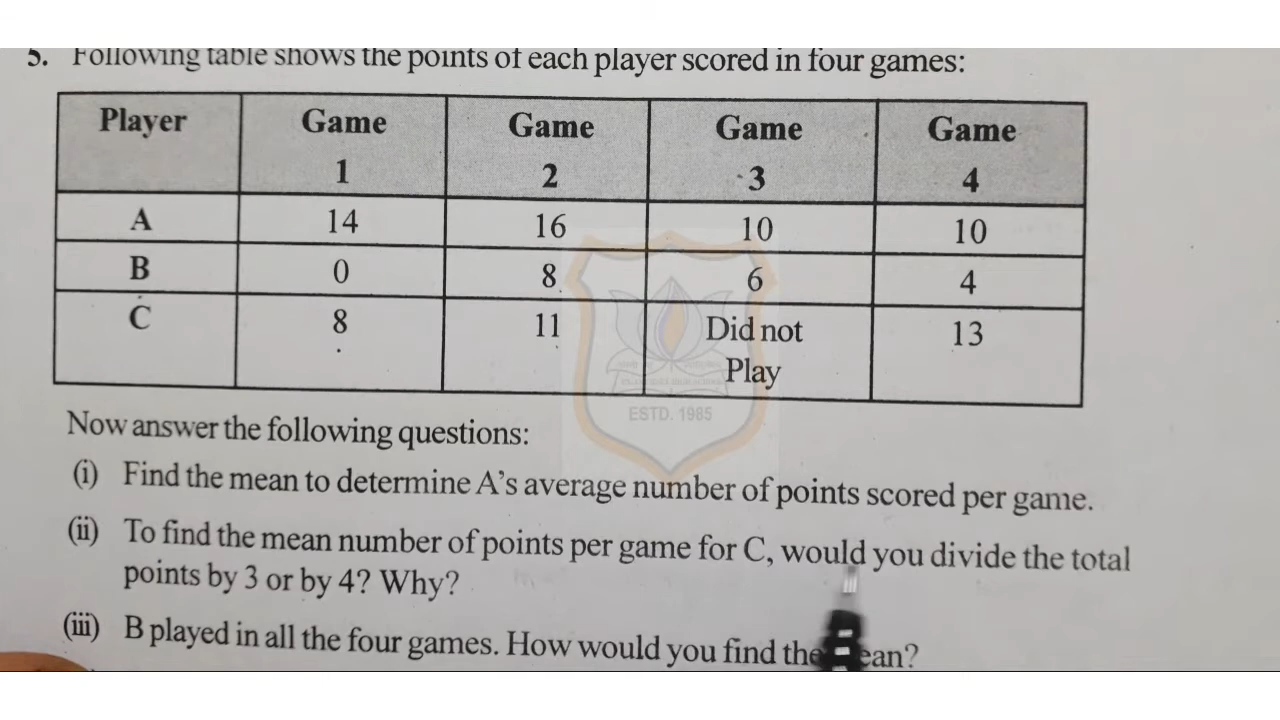 5. Following table shows the points of each player scored in four games:
Player Game 1 Game 2 Game 3 Game 4
A 14 16 10 10
B 0 8 6 4
C 8 11 Did not Play 13
ESTD. 1985
Now answer the following questions:
(i) Find the mean to determine A's average number of points scored per game.
(ii) To find the mean number of points per game for C, would you divide the total
points by 3 or by 4? Why?
(iii) B played in all the four games. How would you find the ean?